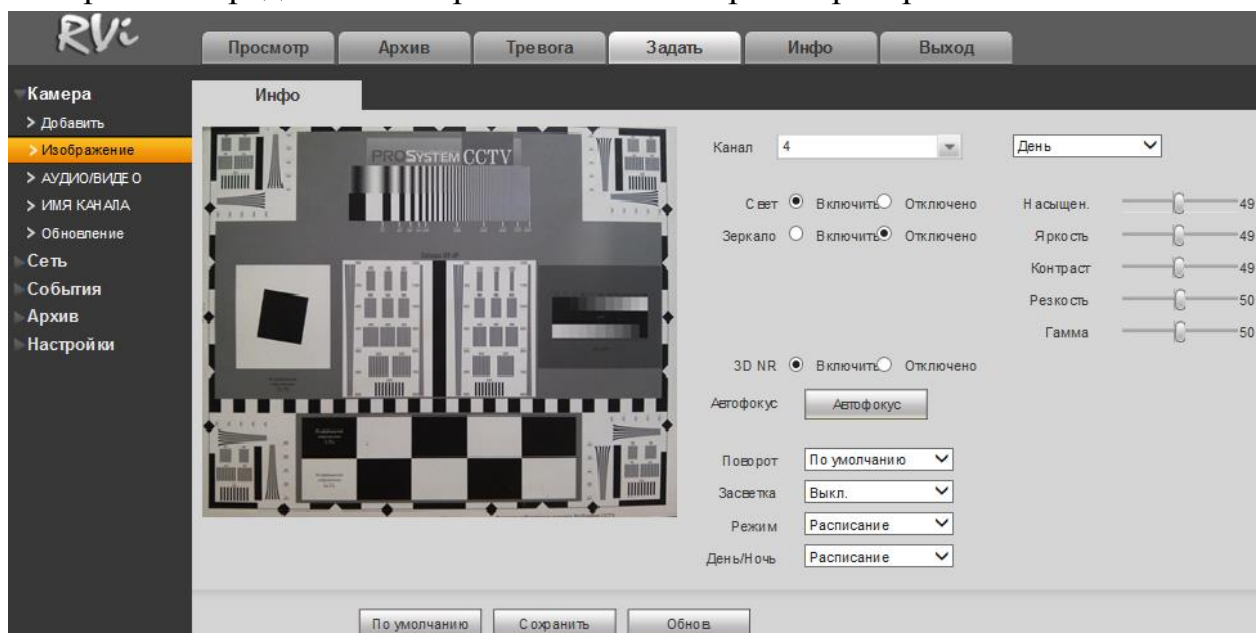 RVi
Просмотр Архив Тревога Задать Инфо Выход
Камера
> Добавить
> Изображение
> АУДИО/ВИДЕО
> ИМЯ КАНАЛА
> Обновление
Сеть
События
Архив
Настройки
Инфо
PROSYSTEM CCTV
Канал 4 День
Свет Включить Отключено Насыщен. 49
Зеркало Включить Отключено Яркость 49
Контраст 49
Резкость 50
Гамма 50
3D NR Включить Отключено
Автофокус Автофокус
Поворот По умолчанию
Засветка Выкл.
Режим Расписание
День/Ночь Расписание
По умолчанию Сохранить Обнов.